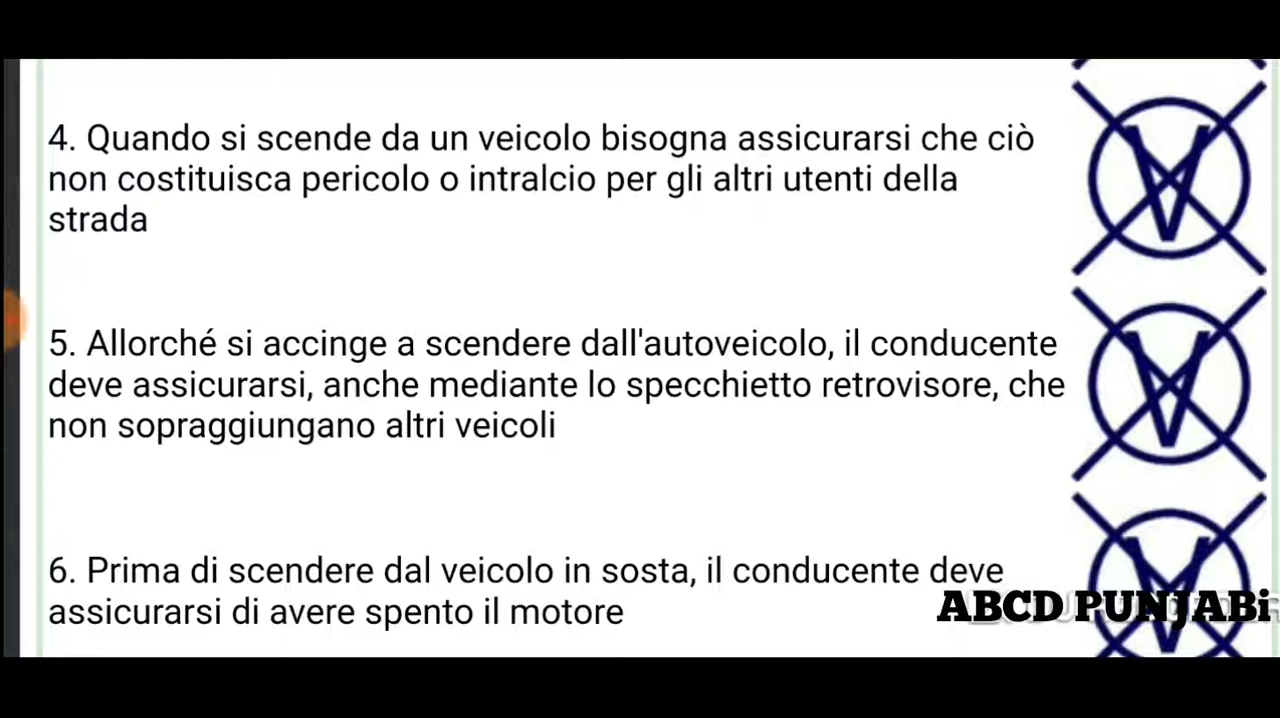 4. Quando si scende da un veicolo bisogna assicurarsi che ciò
non costituisca pericolo o intralcio per gli altri utenti della
strada
V
5. Allorché si accinge a scendere dall'autoveicolo, il conducente
deve assicurarsi, anche mediante lo specchietto retrovisore, che
non sopraggiungano altri veicoli
V
6. Prima di scendere dal veicolo in sosta, il conducente deve
assicurarsi di avere spento il motore
V
ABCD PUNJABi